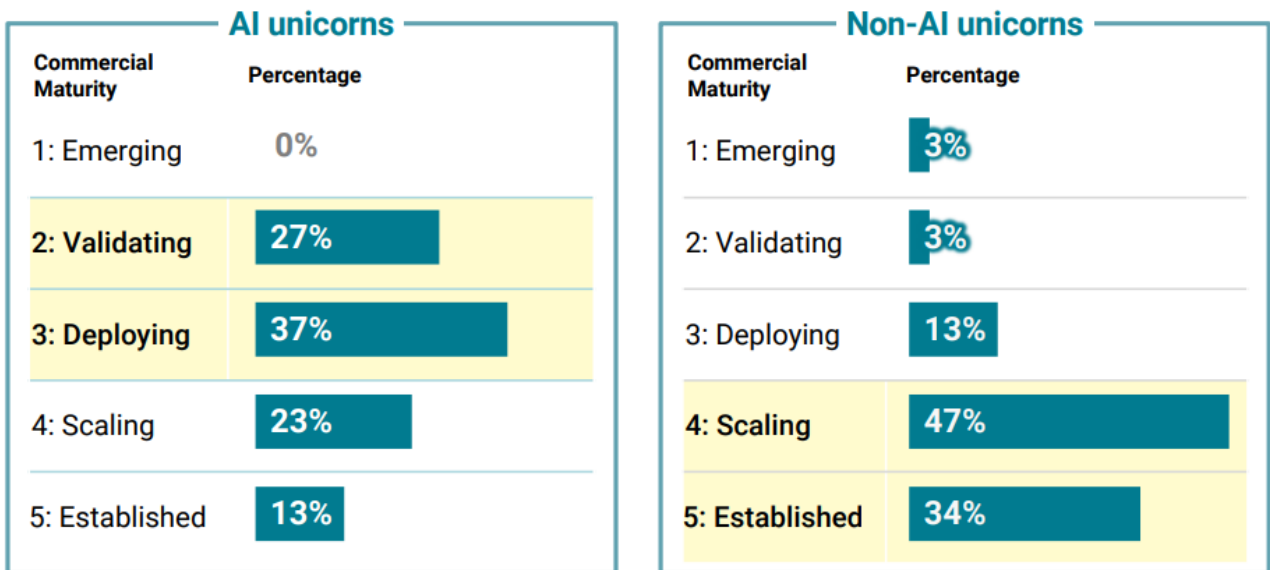 AI unicorns
Commercial
Maturity
Percentage
1: Emerging
0%
2: Validating
27%
3: Deploying
37%
4: Scaling
23%
5: Established
13%
Non-AI unicorns
Commercial
Maturity
Percentage
1: Emerging
3%
2: Validating
3%
3: Deploying
13%
4: Scaling
47%
5: Established
34%